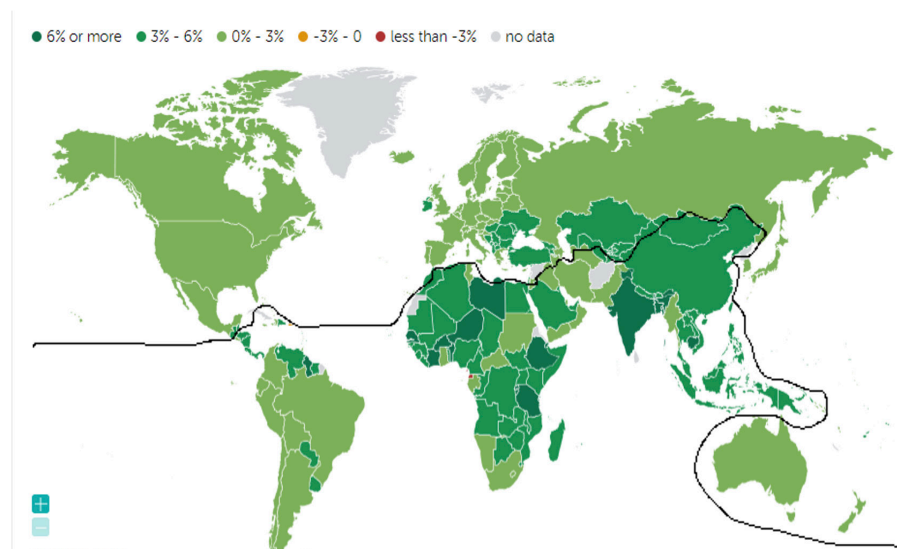 6% or more 3% - 6% 0% - 3% -3% - 0 less than -3% no data
+
−